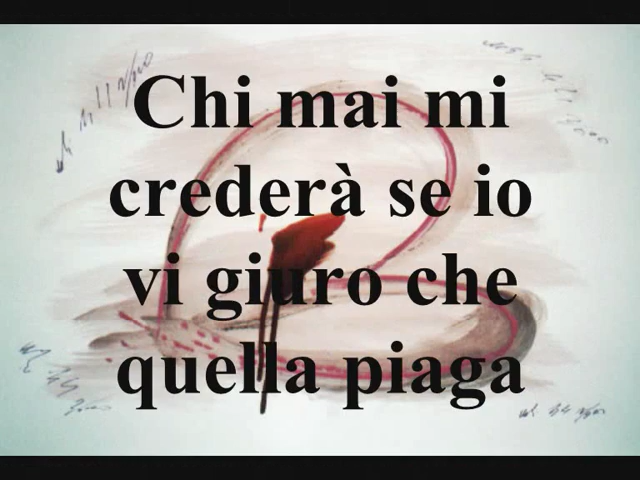 Chi mai mi
crederà se io
vi giuro che
quella piaga